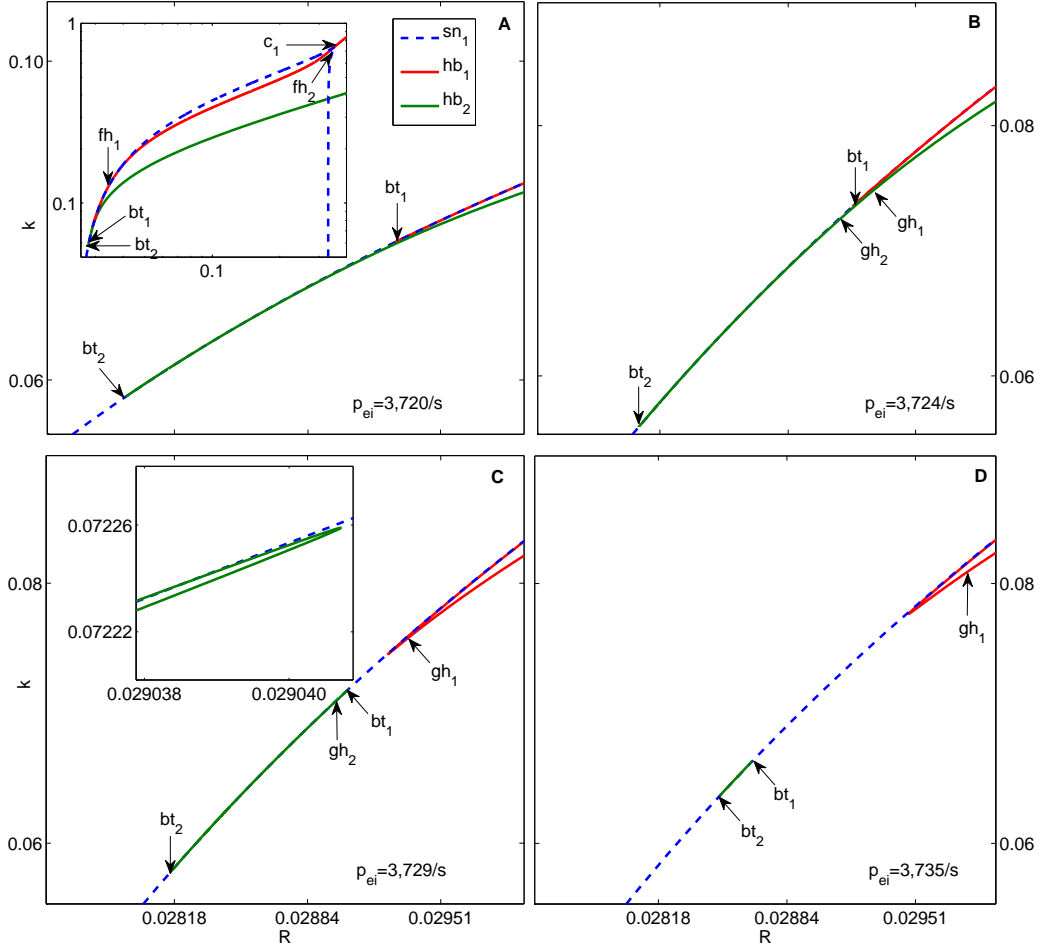 A
0.10
k
0.06
1
0.1
0.1
c1
fh2
fh1
bt1
bt2
sn1
hb1
hb2
bt1
bt2
pei=3,720/s
B
0.08
0.06
bt1
gh1
gh2
bt2
pei=3,724/s
C
0.08
k
0.06
0.07226
0.07222
0.029038
0.029040
gh1
bt1
gh2
bt2
pei=3,729/s
0.02818
0.02884
0.02951
R
D
0.08
0.06
gh1
bt1
bt2
pei=3,735/s
0.02818
0.02884
0.02951
R